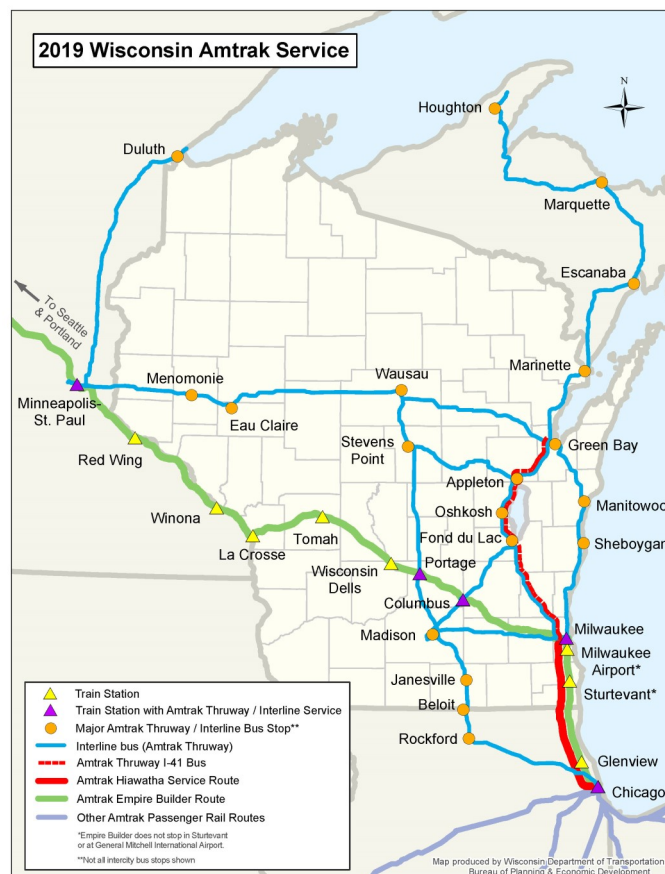 2019 Wisconsin Amtrak Service
N
Houghton
Duluth
Marquette
Escanaba
To Seattle
& Portland
Marinette
Menomonie
Wausau
Minneapolis-
St. Paul
Eau Claire
Green Bay
Stevens
Point
Red Wing
Appleton
Manitowoc
Oshkosh
Winona
Fond du Lac
Sheboygan
Tomah
La Crosse
Portage
Wisconsin
Dells
Columbus
Madison
Milwaukee
Milwaukee
Airport*
Janesville
Sturtevant*
Beloit
Rockford
Glenview
Chicago
Train Station
Train Station with Amtrak Thruway / Interline Service
Major Amtrak Thruway / Interline Bus Stop**
Interline bus (Amtrak Thruway)
Amtrak Thruway I-41 Bus
Amtrak Hiawatha Service Route
Amtrak Empire Builder Route
Other Amtrak Passenger Rail Routes
*Empire Builder does not stop in Sturtevant
or at General Mitchell International Airport.
**Not all intercity bus stops shown
Map produced by Wisconsin Department of Transportation
Bureau of Planning & Economic Development